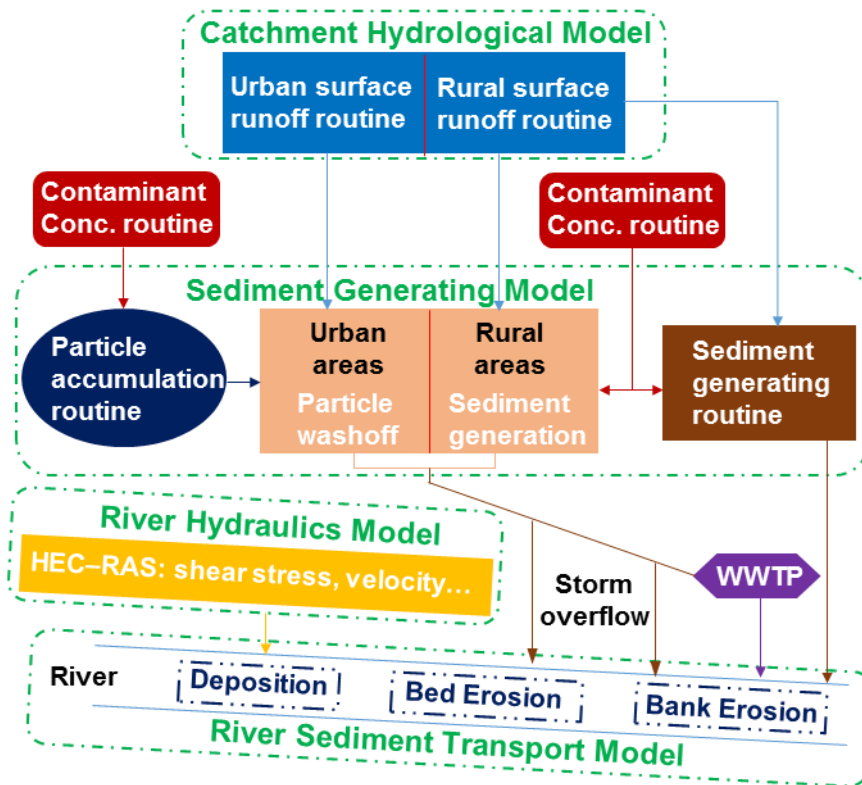 Catchment Hydrological Model
Urban surface
runoff routine
Rural surface
runoff routine
Contaminant
Conc. routine
Contaminant
Conc. routine
Sediment Generating Model
Particle
accumulation
routine
Urban
areas
Particle
washoff
Rural
areas
Sediment
generation
Sediment
generating
routine
River Hydraulics Model
HEC–RAS: shear stress, velocity…
Storm
overflow
WWTP
River
Deposition
Bed Erosion
Bank Erosion
River Sediment Transport Model